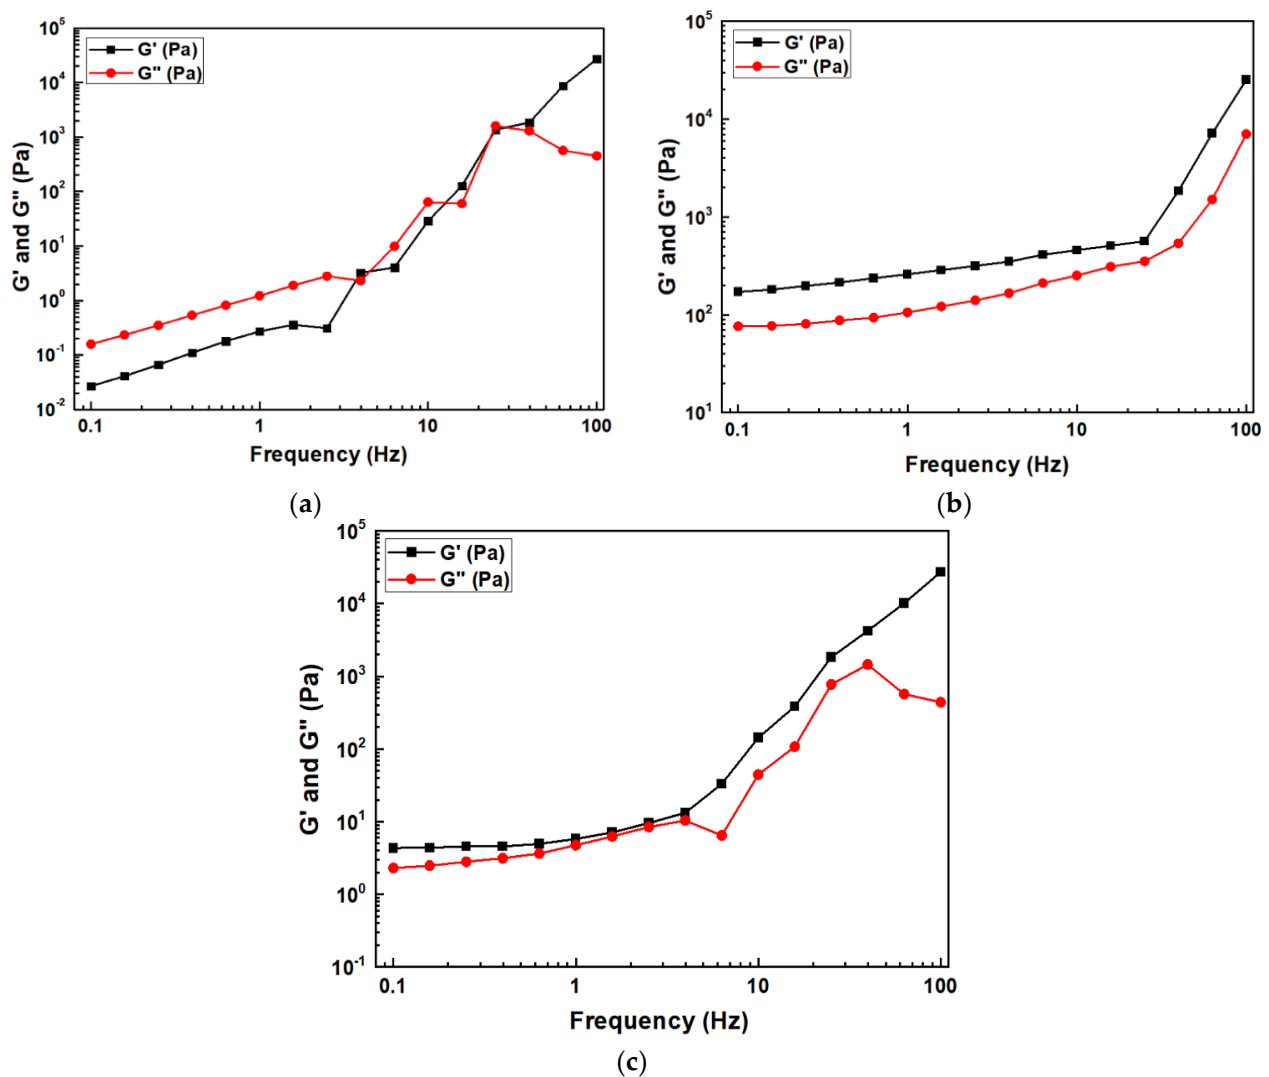 G' (Pa)
G" (Pa)
10^5
10^4
10^3
10^2
10^1
10^0
10^-1
10^-2
G' and G" (Pa)
0.1 1 10 100
Frequency (Hz)
(a)
G' (Pa)
G" (Pa)
10^5
10^4
10^3
10^2
10^1
G' and G" (Pa)
0.1 1 10 100
Frequency (Hz)
(b)
G' (Pa)
G" (Pa)
10^5
10^4
10^3
10^2
10^1
10^0
10^-1
G' and G" (Pa)
0.1 1 10 100
Frequency (Hz)
(c)